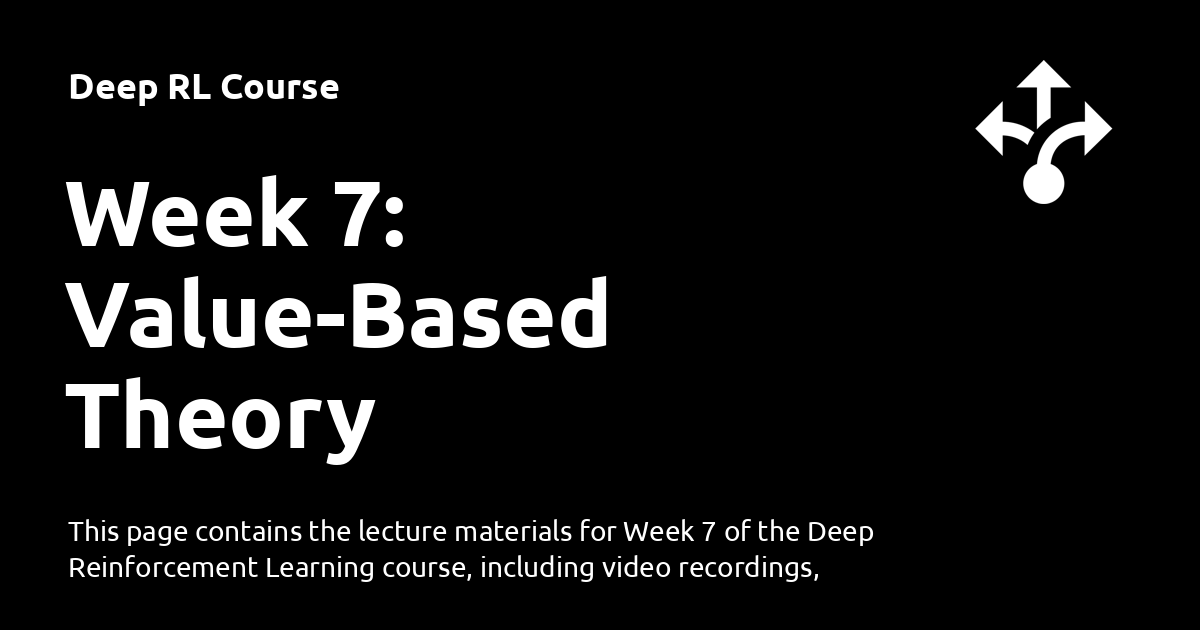 Deep RL Course
Week 7:
Value-Based
Theory
This page contains the lecture materials for Week 7 of the Deep
Reinforcement Learning course, including video recordings,